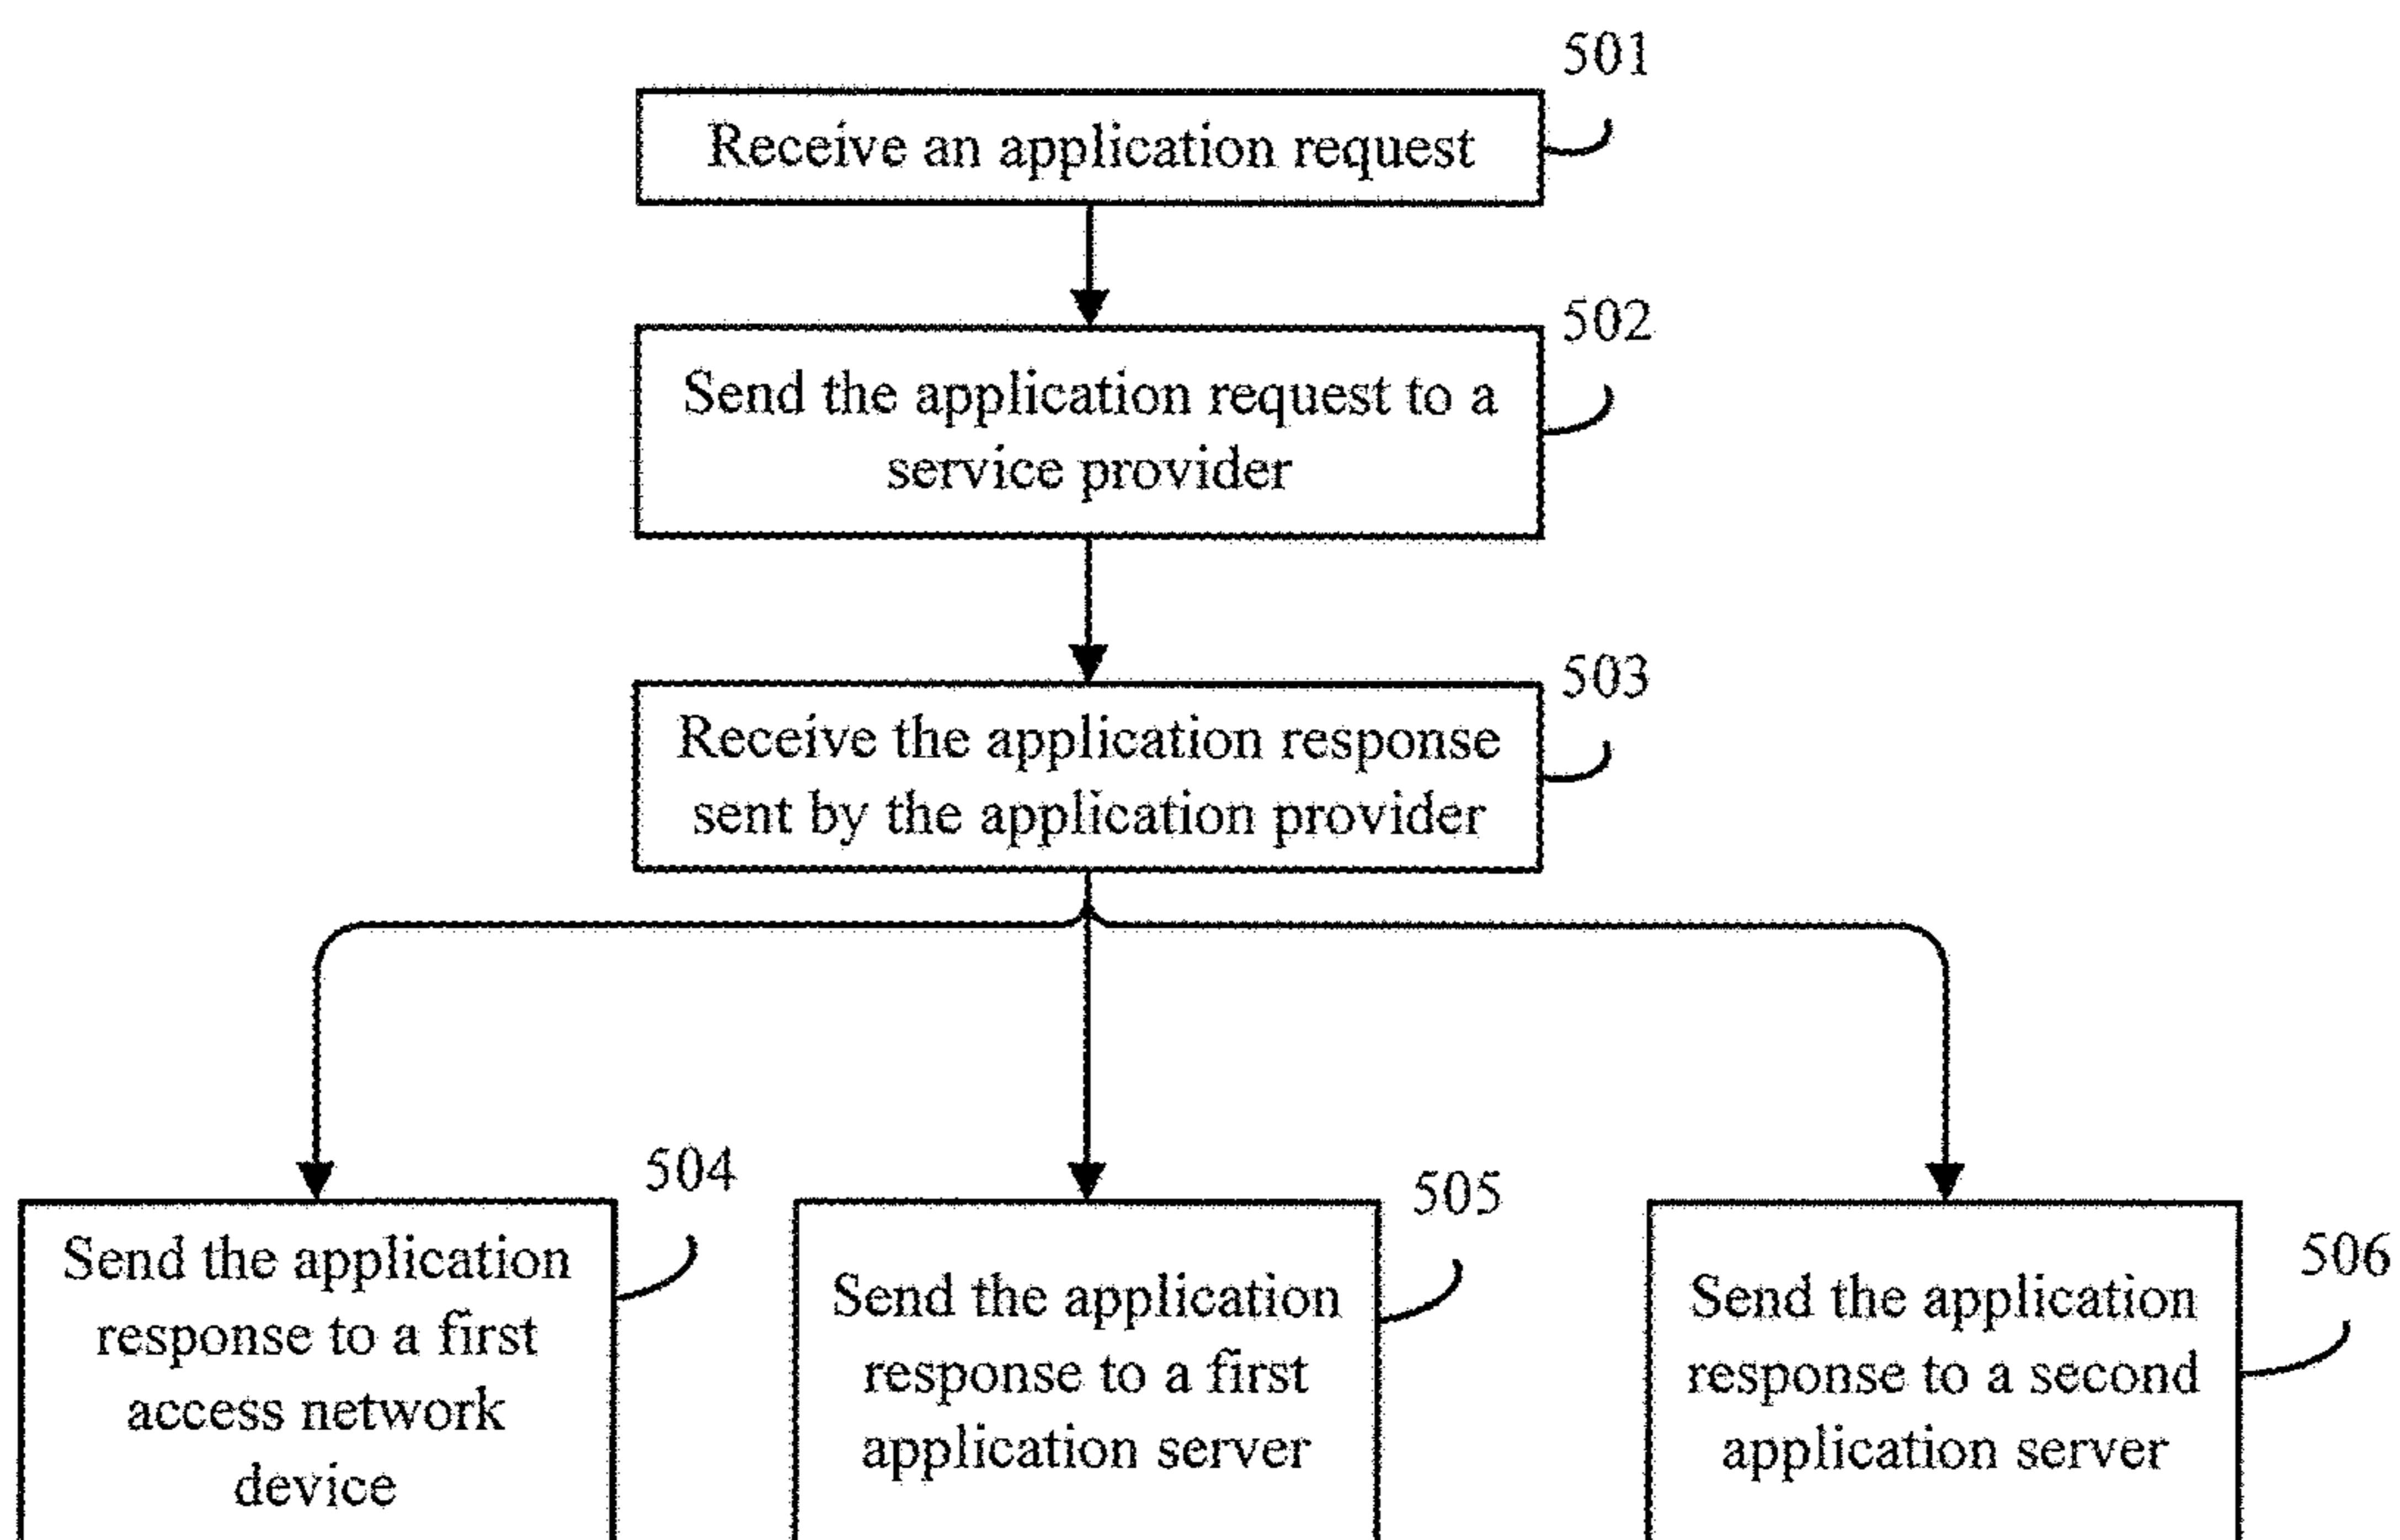 501
Receive an application request
502
Send the application request to a
service provider
503
Receive the application response
sent by the application provider
504
Send the application
response to a first
access network
device
505
Send the application
response to a first
application server
506
Send the application
response to a second
application server